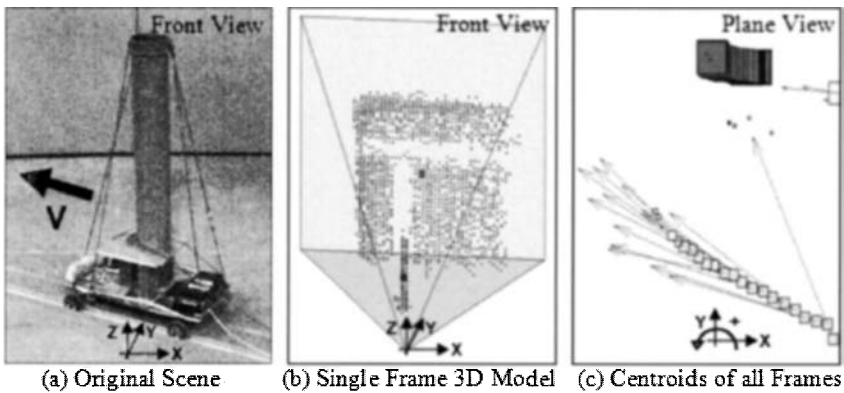 Front View
V
Z Y
X
(a) Original Scene
Front View
Z Y
X
(b) Single Frame 3D Model
Plane View
Y +
X
(c) Centroids of all Frames